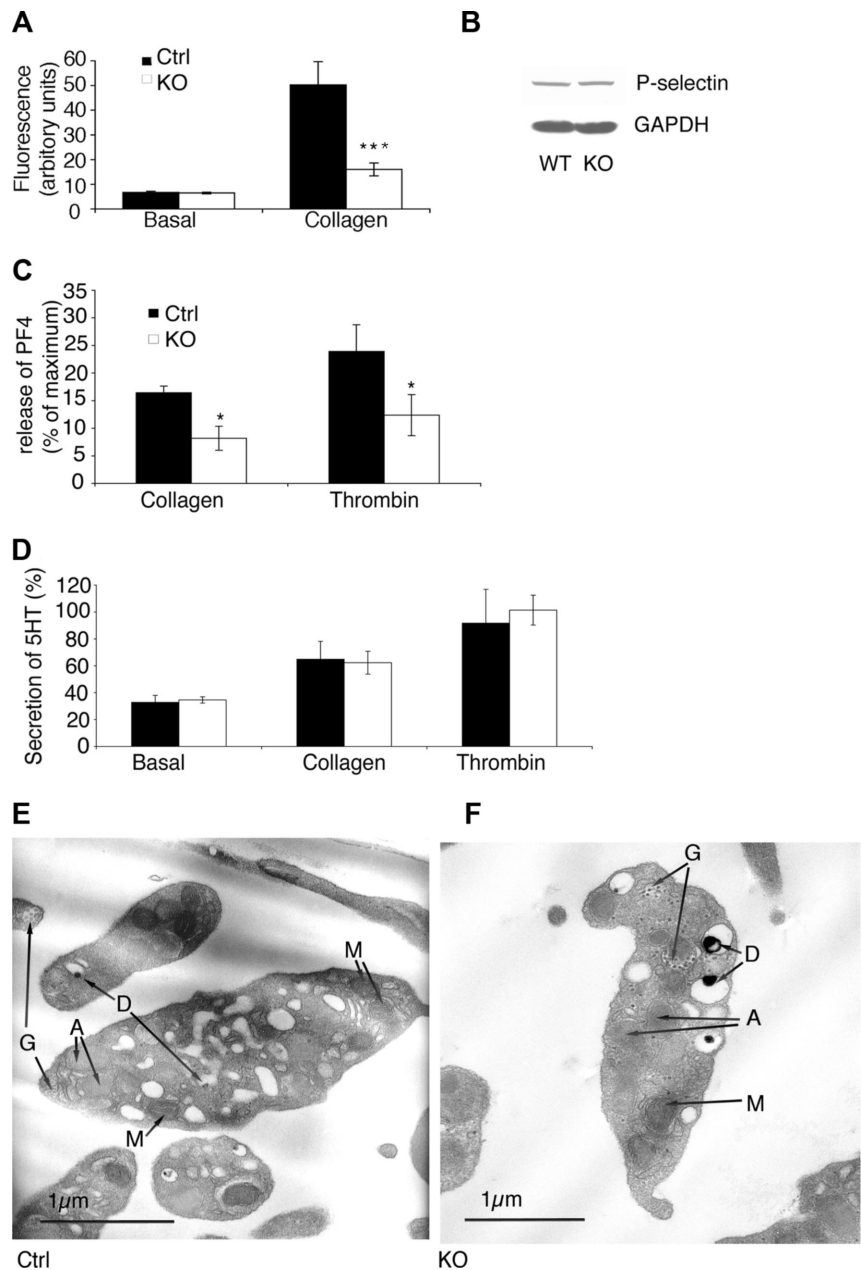 A
Fluorescence
(arbitory units)
60
50
40
30
20
10
0
Ctrl
KO
***
Basal
Collagen
B
P-selectin
GAPDH
WT KO
C
release of PF4
(% of maximum)
35
30
25
20
15
10
5
0
Ctrl
KO
*
*
Collagen
Thrombin
D
Secretion of 5HT (%)
120
100
80
60
40
20
0
Basal
Collagen
Thrombin
E
M
D
G
A
M
1µm
Ctrl
F
G
D
A
M
1µm
KO